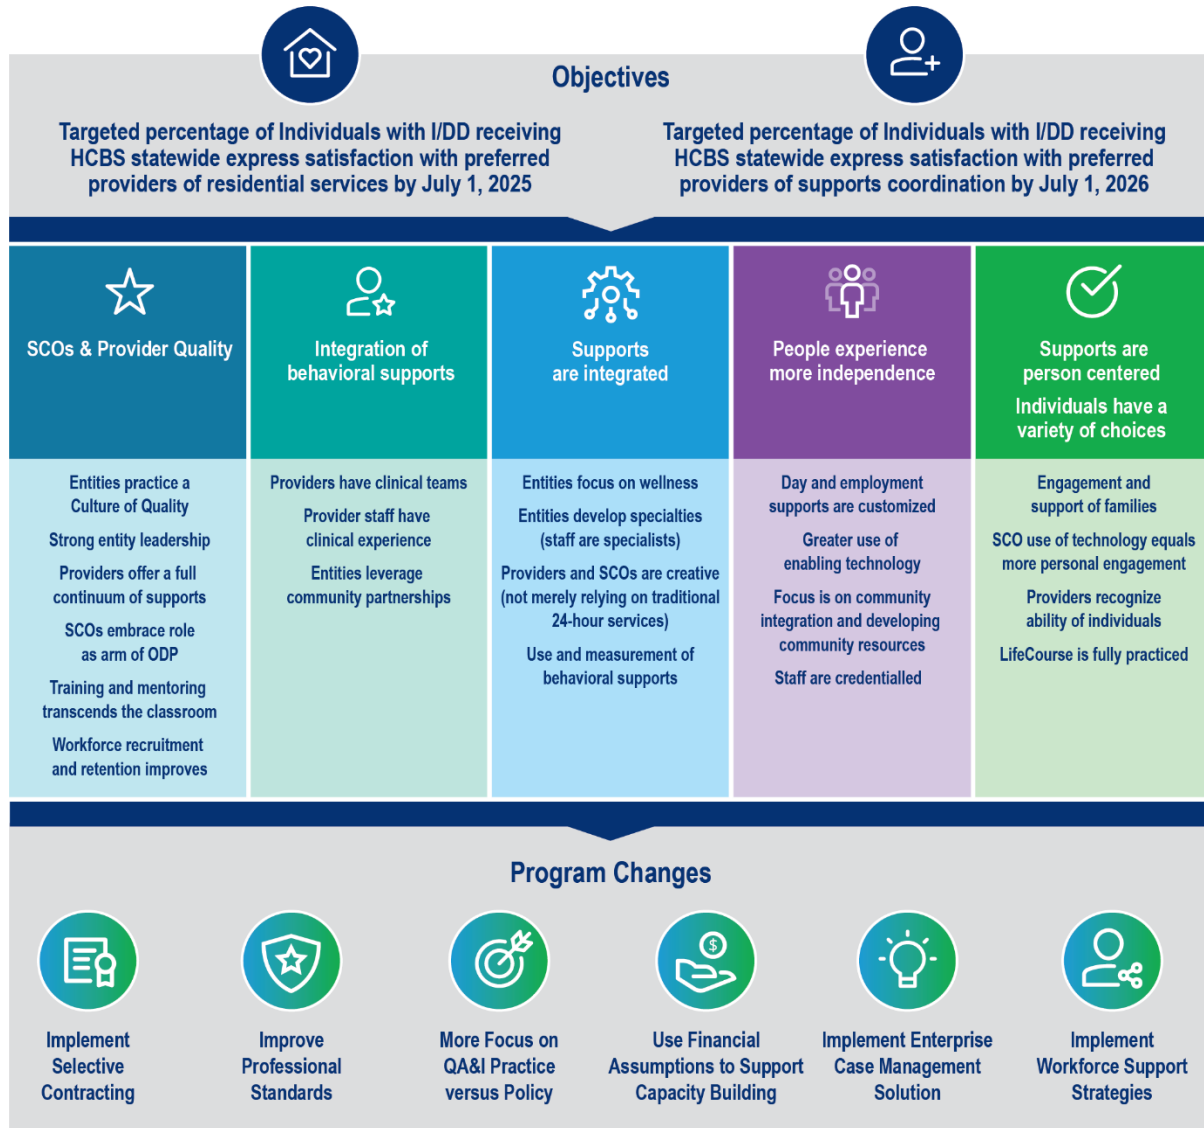 Objectives
Targeted percentage of Individuals with I/DD receiving
HCBS statewide express satisfaction with preferred
providers of residential services by July 1, 2025
Targeted percentage of Individuals with I/DD receiving
HCBS statewide express satisfaction with preferred
providers of supports coordination by July 1, 2026
SCOs & Provider Quality
Entities practice a
Culture of Quality
Strong entity leadership
Providers offer a full
continuum of supports
SCOs embrace role
as arm of ODP
Training and mentoring
transcends the classroom
Workforce recruitment
and retention improves
Integration of
behavioral supports
Providers have clinical teams
Provider staff have
clinical experience
Entities leverage
community partnerships
Supports
are integrated
Entities focus on wellness
Entities develop specialties
(staff are specialists)
Providers and SCOs are creative
(not merely relying on traditional
24-hour services)
Use and measurement of
behavioral supports
People experience
more independence
Day and employment
supports are customized
Greater use of
enabling technology
Focus is on community
integration and developing
community resources
Staff are credentialled
Supports are
person centered
Individuals have a
variety of choices
Engagement and
support of families
SCO use of technology equals
more personal engagement
Providers recognize
ability of individuals
LifeCourse is fully practiced
Program Changes
Implement
Selective
Contracting
Improve
Professional
Standards
More Focus on
QA&I Practice
versus Policy
$
Use Financial
Assumptions to Support
Capacity Building
Implement Enterprise
Case Management
Solution
Implement
Workforce Support
Strategies